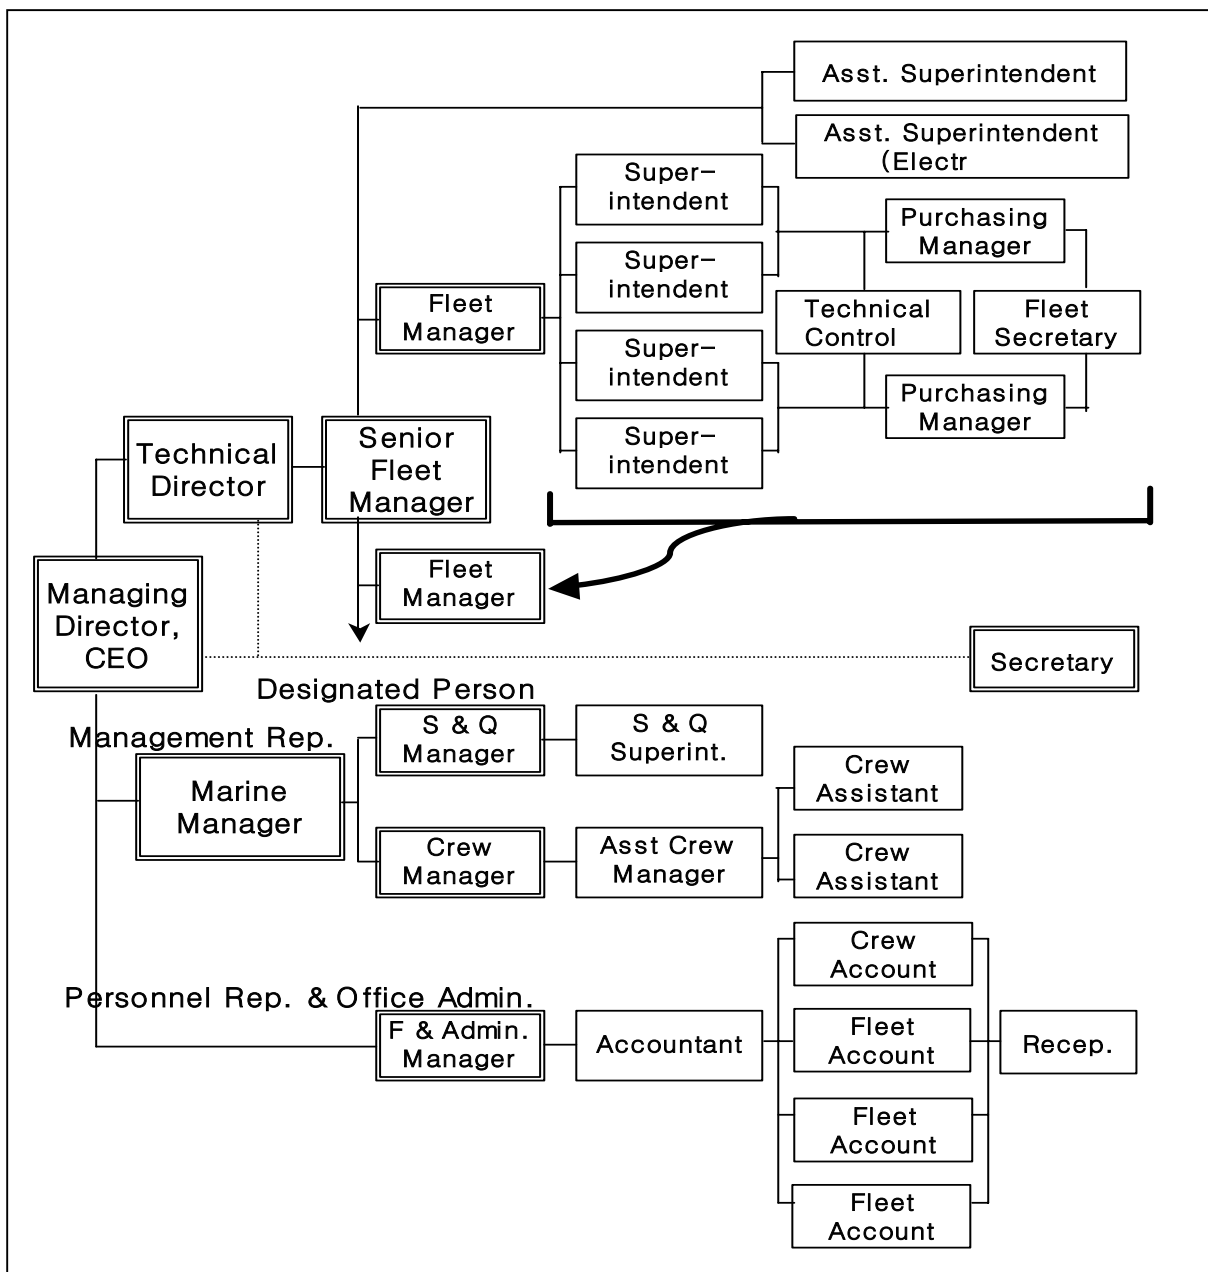 Asst. Superintendent
Asst. Superintendent
(Electr
Super-
intendent
Super-
intendent
Super-
intendent
Super-
intendent
Purchasing
Manager
Technical
Control
Fleet
Secretary
Purchasing
Manager
Fleet
Manager
Technical
Director
Senior
Fleet
Manager
Fleet
Manager
Managing
Director,
CEO
Secretary
Designated Person
S & Q
Manager
S & Q
Superint.
Management Rep.
Marine
Manager
Crew
Manager
Asst Crew
Manager
Crew
Assistant
Crew
Assistant
Personnel Rep. & Office Admin.
F & Admin.
Manager
Accountant
Crew
Account
Fleet
Account
Fleet
Account
Fleet
Account
Recep.